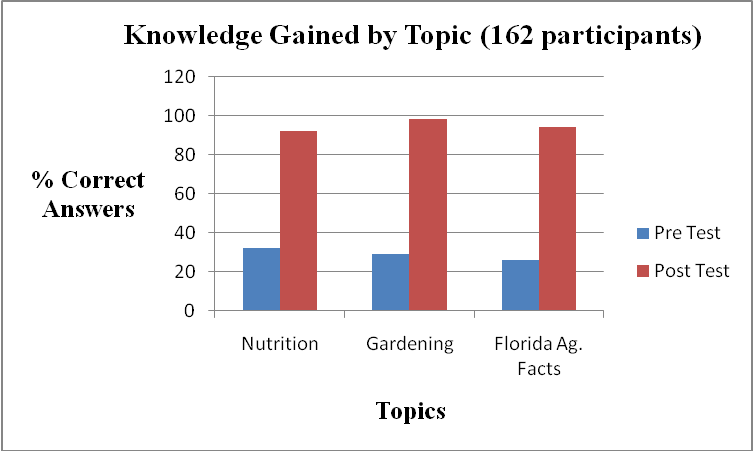 Knowledge Gained by Topic (162 participants)
120
100
80
60
40
20
0
% Correct
Answers
Nutrition
Gardening
Florida Ag.
Facts
Topics
Pre Test
Post Test